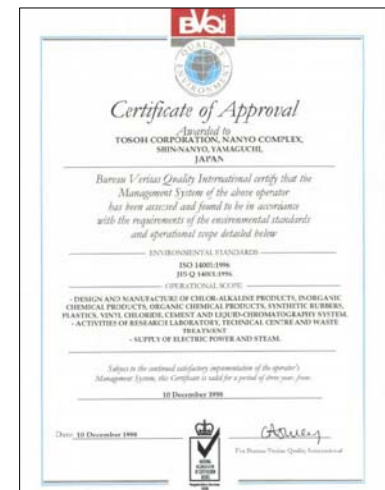 BVQi
QUALITY
ENVIRONMENT
Certificate of Approval
Awarded to
TOSOH CORPORATION, NANYO COMPLEX,
SHIN-NANYO, YAMAGUCHI,
JAPAN
Bureau Veritas Quality International certify that the
Management System of the above operator
has been assessed and found to be in accordance
with the requirements of the environmental standards
and operational scope detailed below
ENVIRONMENTAL STANDARDS
ISO 14001:1996
JIS Q 14001:1996
OPERATIONAL SCOPE
- DESIGN AND MANUFACTURE OF CHLOR-ALKALINE PRODUCTS, INORGANIC
CHEMICAL PRODUCTS, ORGANIC CHEMICAL PRODUCTS, SYNTHETIC RUBBERS,
PLASTICS, VINYL CHLORIDE, CEMENT AND LIQUID-CHROMATOGRAPHY SYSTEM.
- ACTIVITIES OF RESEARCH LABORATORY, TECHNICAL CENTRE AND WASTE
TREATMENT
- SUPPLY OF ELECTRIC POWER AND STEAM.
Subject to the continued satisfactory implementation of the operator's
Management System, this Certificate is valid for a period of three years from:
10 December 1998
Date: 10 December 1998
For Bureau Veritas Quality International